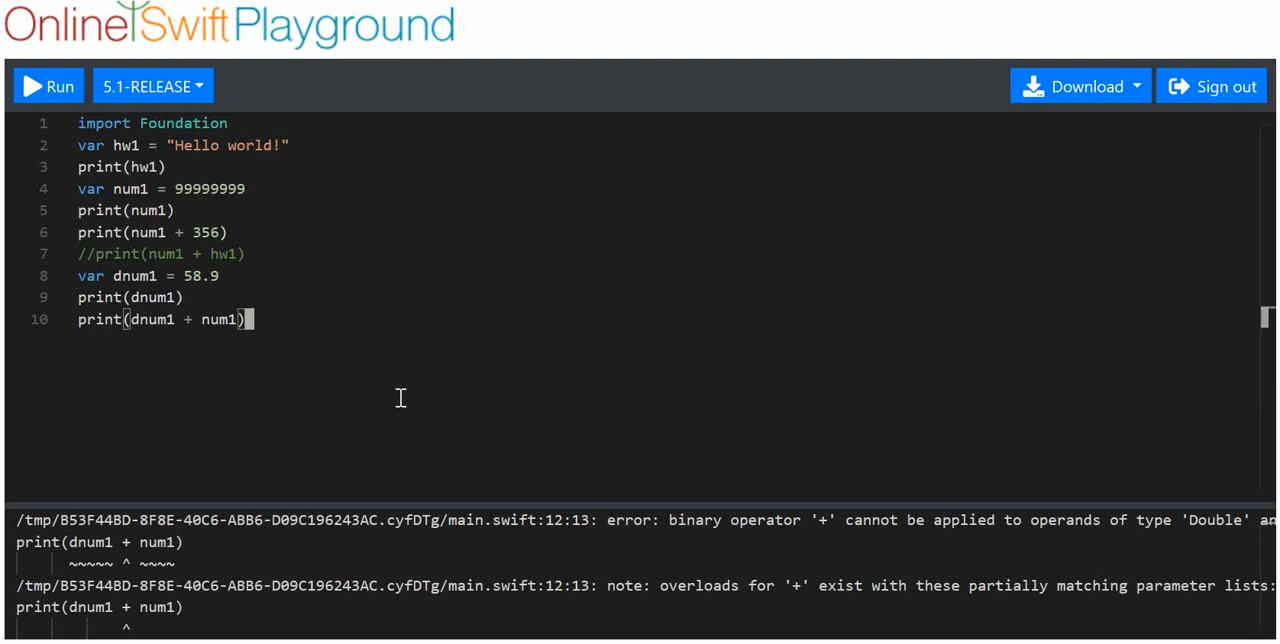 OnlineSwiftPlayground
Run 5.1-RELEASE Download Sign out
1 import Foundation
2 var hw1 = "Hello world!"
3 print(hw1)
4 var num1 = 99999999
5 print(num1)
6 print(num1 + 356)
7 //print(num1 + hw1)
8 var dnum1 = 58.9
9 print(dnum1)
10 print(dnum1 + num1)
/tmp/B53F44BD-8F8E-40C6-ABB6-D09C196243AC.cyfDTg/main.swift:12:13: error: binary operator '+' cannot be applied to operands of type 'Double' an
print(dnum1 + num1)
~~~~~ ^ ~~~~
/tmp/B53F44BD-8F8E-40C6-ABB6-D09C196243AC.cyfDTg/main.swift:12:13: note: overloads for '+' exist with these partially matching parameter lists:
print(dnum1 + num1)
^